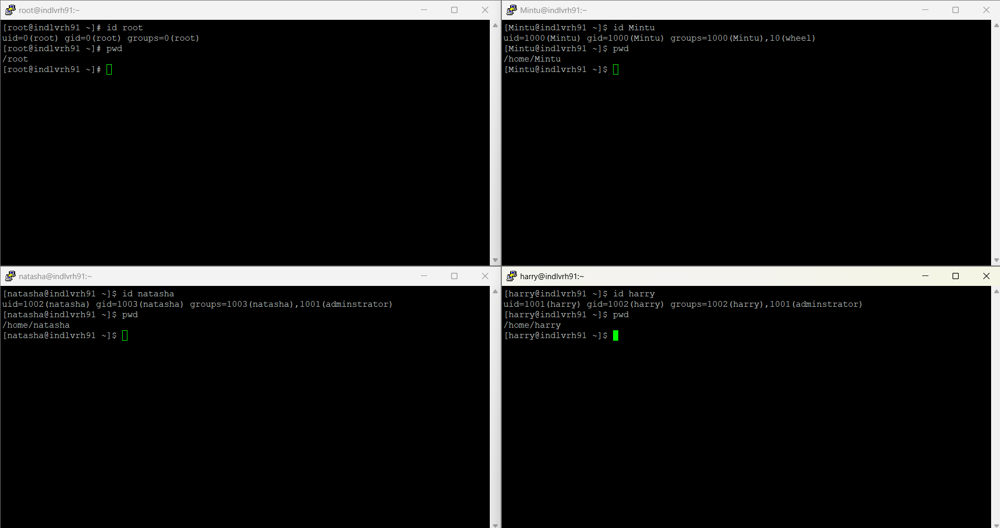 root@indlvrh91:~
[root@indlvrh91 ~]# id root
uid=0(root) gid=0(root) groups=0(root)
[root@indlvrh91 ~]# pwd
/root
[root@indlvrh91 ~]#
Mintu@indlvrh91:~
[Mintu@indlvrh91 ~]$ id Mintu
uid=1000(Mintu) gid=1000(Mintu) groups=1000(Mintu),10(wheel)
[Mintu@indlvrh91 ~]$ pwd
/home/Mintu
[Mintu@indlvrh91 ~]$
natasha@indlvrh91:~
[natasha@indlvrh91 ~]$ id natasha
uid=1002(natasha) gid=1003(natasha) groups=1003(natasha),1001(adminstrator)
[natasha@indlvrh91 ~]$ pwd
/home/natasha
[natasha@indlvrh91 ~]$
harry@indlvrh91:~
[harry@indlvrh91 ~]$ id harry
uid=1001(harry) gid=1002(harry) groups=1002(harry),1001(adminstrator)
[harry@indlvrh91 ~]$ pwd
/home/harry
[harry@indlvrh91 ~]$